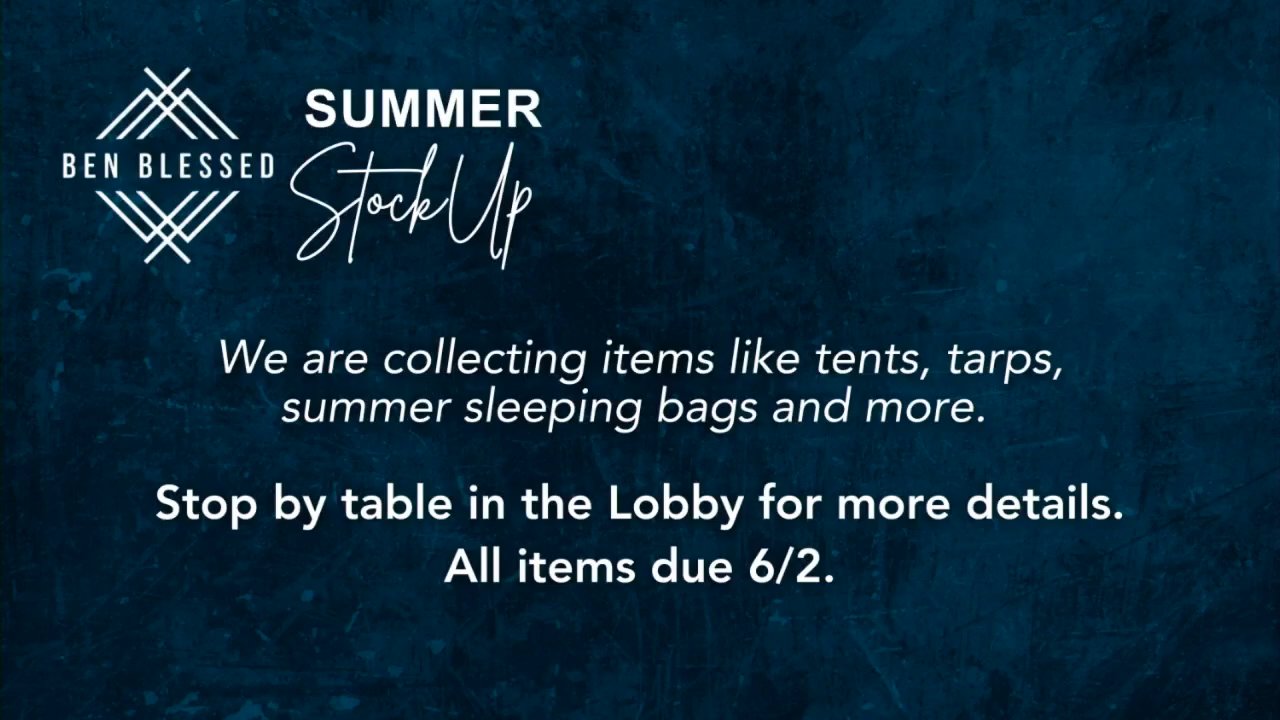 BEN BLESSED
SUMMER
StockUp
We are collecting items like tents, tarps,
summer sleeping bags and more.
Stop by table in the Lobby for more details.
All items due 6/2.